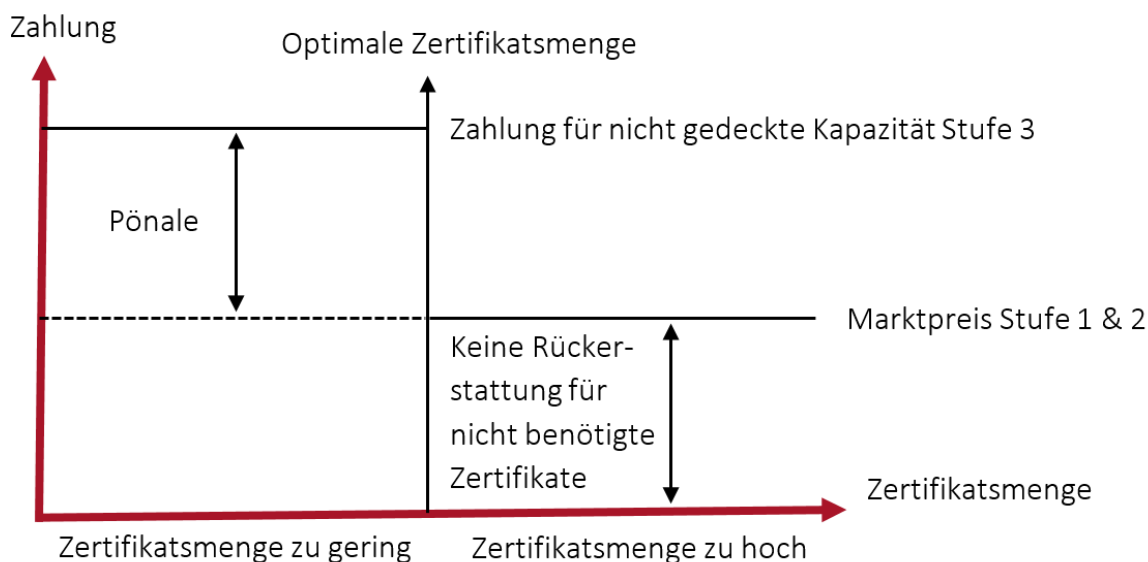 Zahlung
Optimale Zertifikatsmenge
Zahlung für nicht gedeckte Kapazität Stufe 3
Pönale
Marktpreis Stufe 1 & 2
Keine Rücker-
stattung für
nicht benötigte
Zertifikate
Zertifikatsmenge
Zertifikatsmenge zu gering
Zertifikatsmenge zu hoch